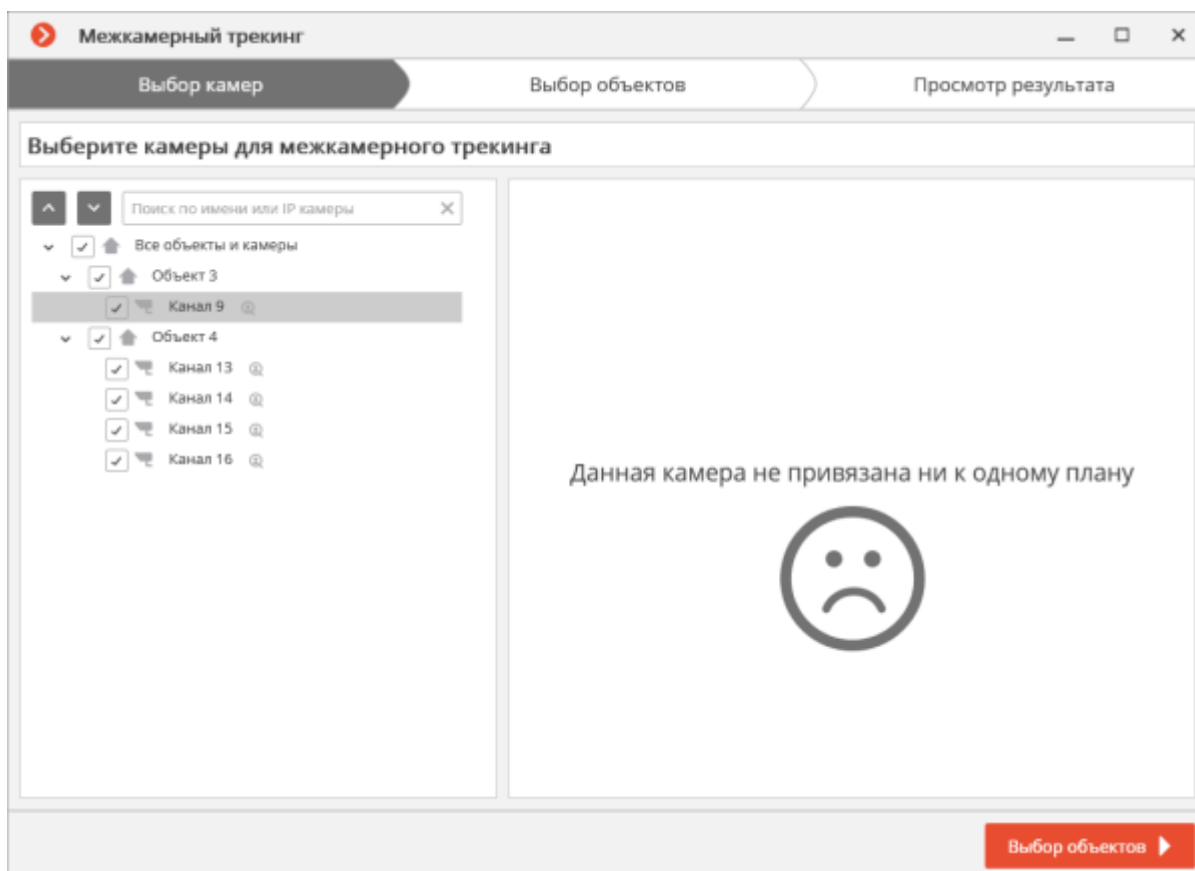 Межкамерный трекинг
Выбор камер
Выбор объектов
Просмотр результата
Выберите камеры для межкамерного трекинга
Поиск по имени или IP камеры
Все объекты и камеры
Объект 3
Канал 9
Объект 4
Канал 13
Канал 14
Канал 15
Канал 16
Данная камера не привязана ни к одному плану
Выбор объектов